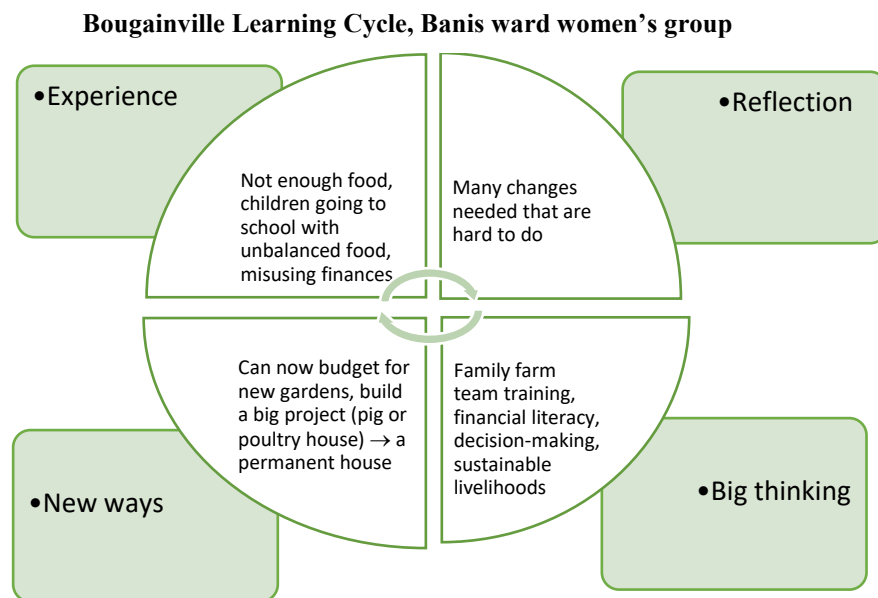 Bougainville Learning Cycle, Banis ward women’s group
•Experience
•Reflection
Not enough food,
children going to
school with
unbalanced food,
misusing finances
Many changes
needed that are
hard to do
Can now budget for
new gardens, build
a big project (pig or
poultry house) → a
permanent house
Family farm
team training,
financial literacy,
decision-making,
sustainable
livelihoods
•New ways
•Big thinking